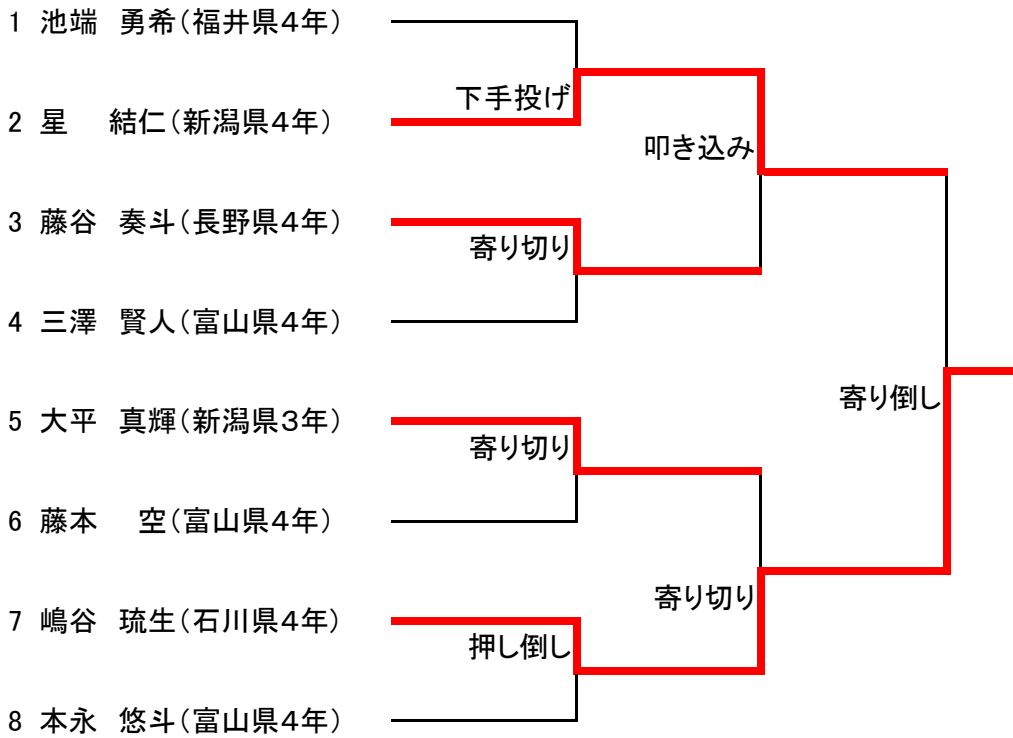 1 池端　勇希(福井県4年)
下手投げ
2 星　結仁(新潟県4年)
叩き込み
3 藤谷　奏斗(長野県4年)
寄り切り
4 三澤　賢人(富山県4年)
寄り倒し
5 大平　真輝(新潟県3年)
寄り切り
6 藤本　空(富山県4年)
寄り切り
7 嶋谷　琉生(石川県4年)
押し倒し
8 本永　悠斗(富山県4年)